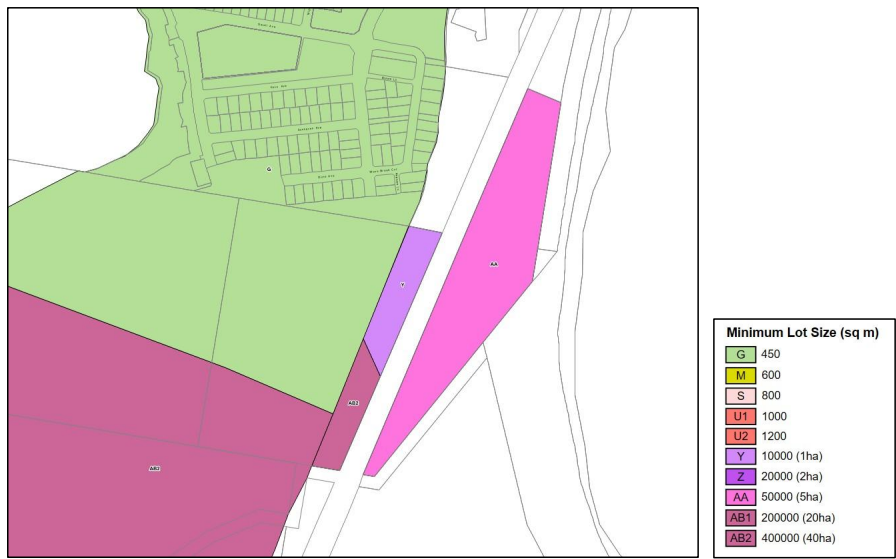 G
Y
AA
AB2
AB2
Minimum Lot Size (sq m)
G 450
M 600
S 800
U1 1000
U2 1200
Y 10000 (1ha)
Z 20000 (2ha)
AA 50000 (5ha)
AB1 200000 (20ha)
AB2 400000 (40ha)